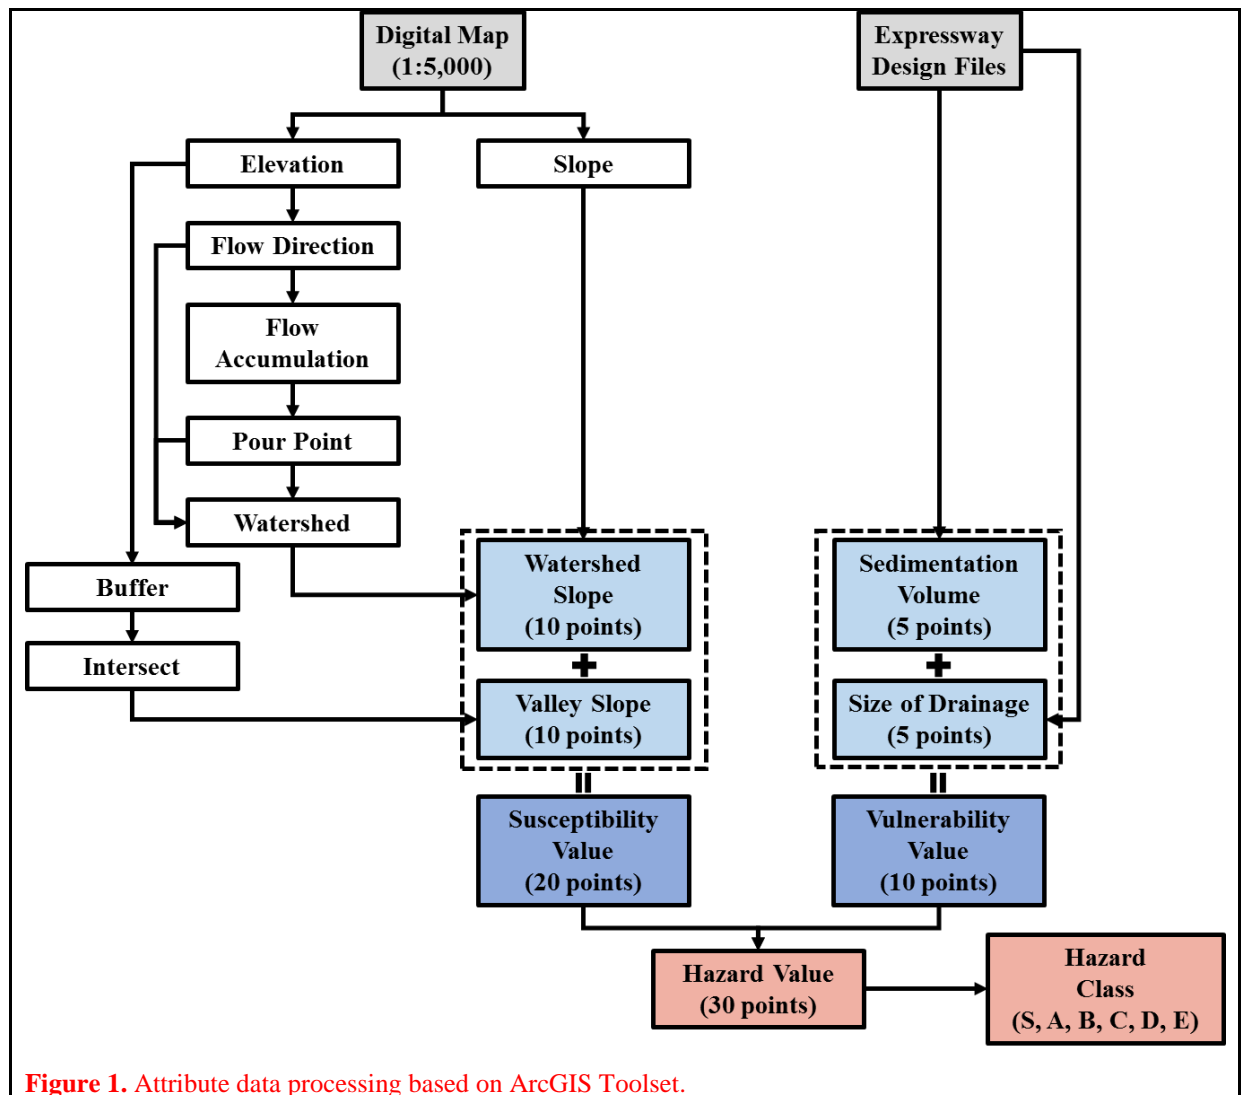 Digital Map
(1:5,000)
Expressway
Design Files
Elevation
Slope
Flow Direction
Flow
Accumulation
Pour Point
Watershed
Buffer
Intersect
Watershed
Slope
(10 points)
+
Valley Slope
(10 points)
Sedimentation
Volume
(5 points)
+
Size of Drainage
(5 points)
=
Susceptibility
Value
(20 points)
=
Vulnerability
Value
(10 points)
Hazard Value
(30 points)
Hazard
Class
(S, A, B, C, D, E)
Figure 1. Attribute data processing based on ArcGIS Toolset.